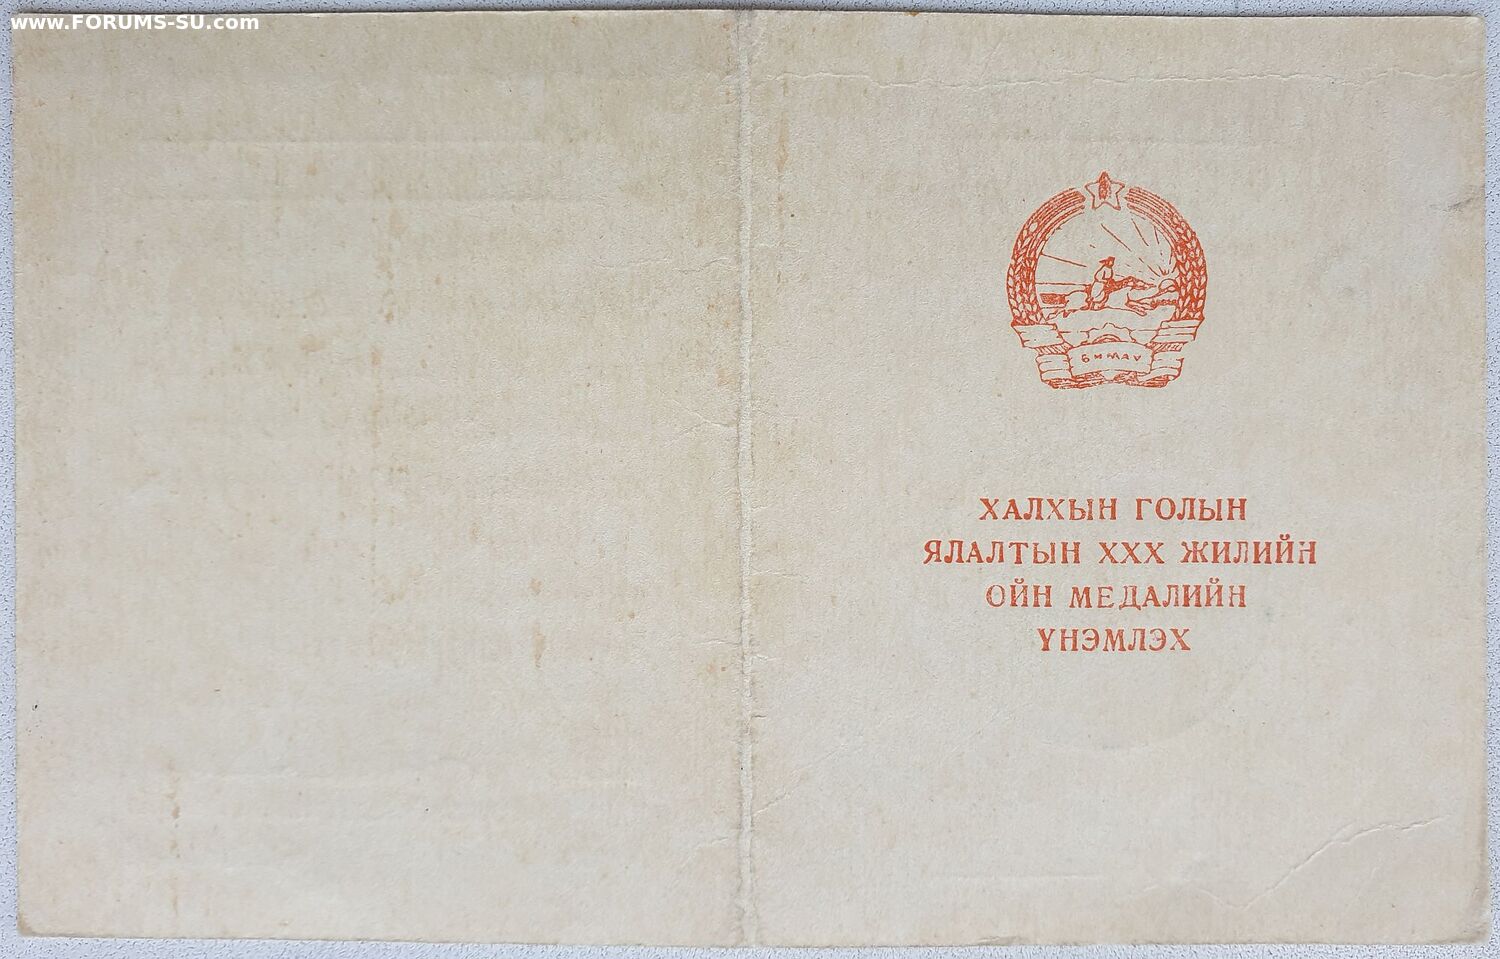 www.FORUMS-SU.com
БНМАУ
ХАЛХЫН ГОЛЫН
ЯЛАЛТЫН XXX ЖИЛИЙН
ОЙН МЕДАЛИЙН
ҮНЭМЛЭХ